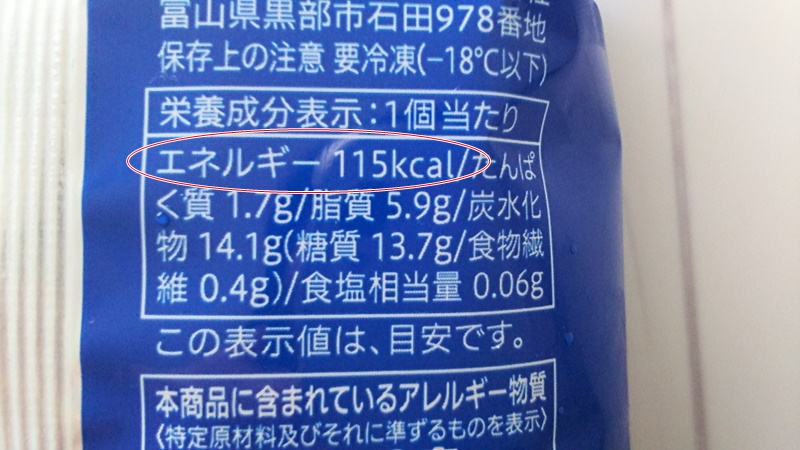 富山県黒部市石田978番地
保存上の注意 要冷凍(−18℃以下)
栄養成分表示:1個当たり
エネルギー 115kcal/たんぱ
く質 1.7g/脂質 5.9g/炭水化
物 14.1g(糖質 13.7g/食物繊
維 0.4g)/食塩相当量 0.06g
この表示値は、目安です。
本商品に含まれているアレルギー物質
〈特定原材料及びそれに準ずるものを表示〉